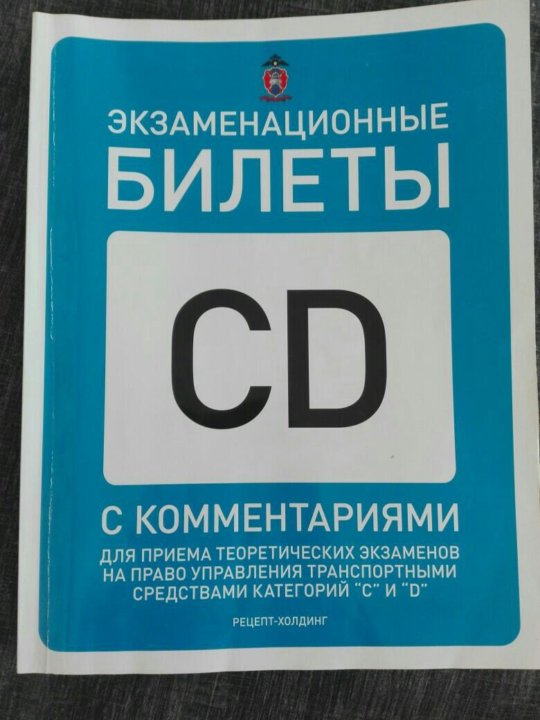 ЭКЗАМЕНАЦИОННЫЕ
БИЛЕТЫ
CD
С КОММЕНТАРИЯМИ
ДЛЯ ПРИЕМА ТЕОРЕТИЧЕСКИХ ЭКЗАМЕНОВ
НА ПРАВО УПРАВЛЕНИЯ ТРАНСПОРТНЫМИ
СРЕДСТВАМИ КАТЕГОРИЙ "C" И "D"
РЕЦЕПТ-ХОЛДИНГ